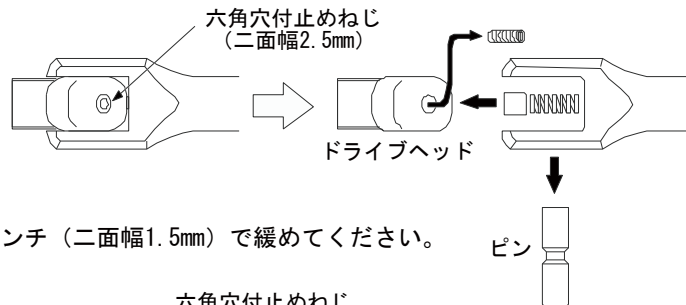 六角穴付止めねじ
(二面幅2.5mm)
ドライブヘッド
ンチ（二面幅1.5mm）で緩めてください。
ピン
六角穴付止めねじ